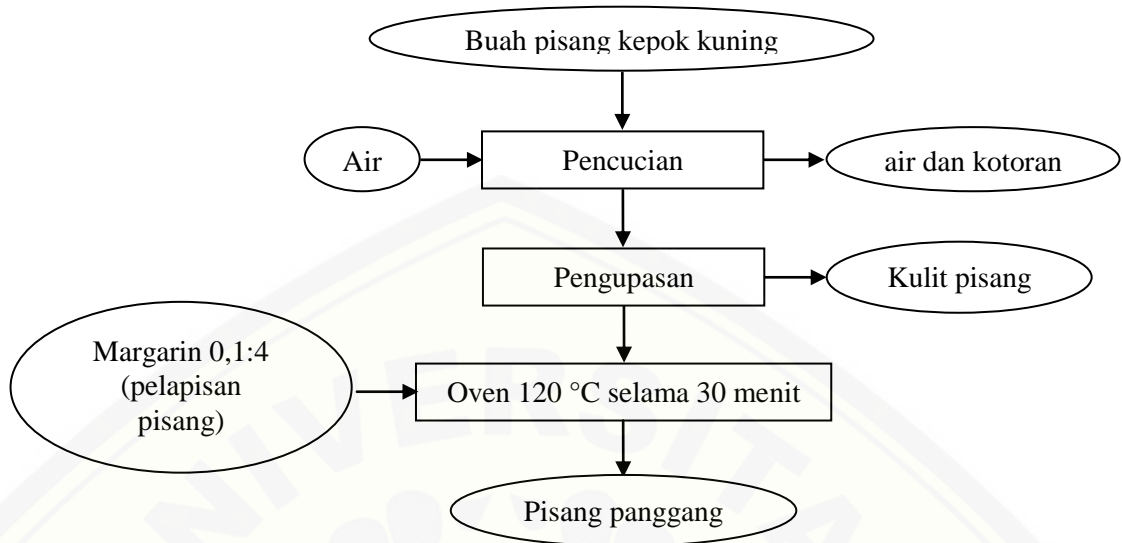 Buah pisang kepok kuning
Air
Pencucian
air dan kotoran
Pengupasan
Kulit pisang
Margarin 0,1:4
(pelapisan
pisang)
Oven 120 °C selama 30 menit
Pisang panggang